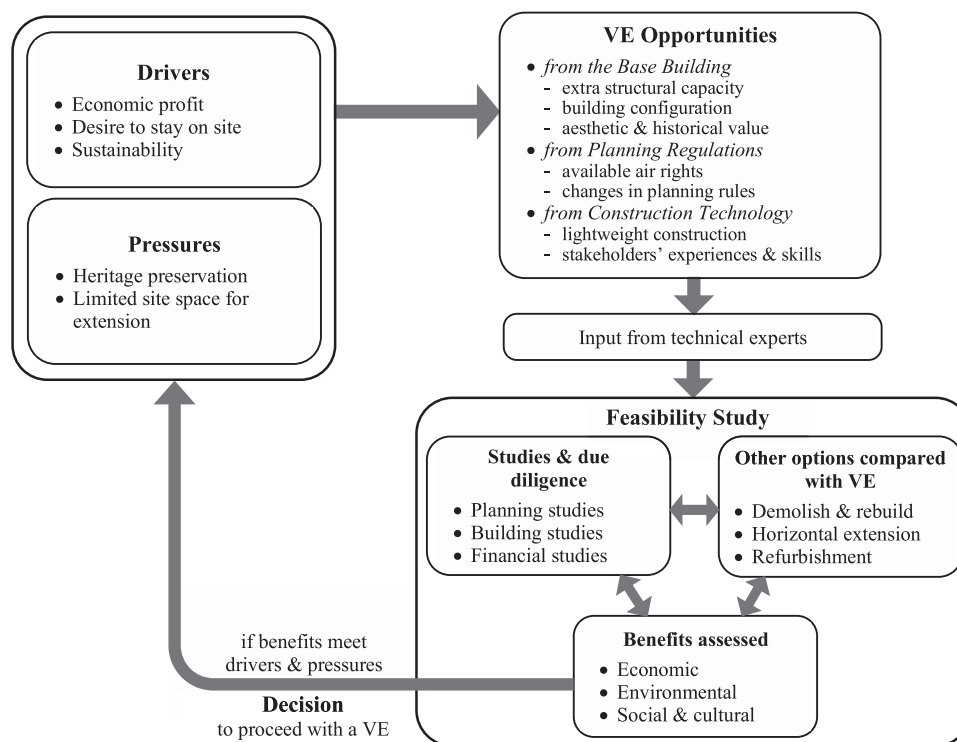 Drivers
• Economic profit
• Desire to stay on site
• Sustainability
Pressures
• Heritage preservation
• Limited site space for
extension
VE Opportunities
• from the Base Building
- extra structural capacity
- building configuration
- aesthetic & historical value
• from Planning Regulations
- available air rights
- changes in planning rules
• from Construction Technology
- lightweight construction
- stakeholders' experiences & skills
Input from technical experts
Feasibility Study
Studies & due
diligence
• Planning studies
• Building studies
• Financial studies
Other options compared
with VE
• Demolish & rebuild
• Horizontal extension
• Refurbishment
Benefits assessed
• Economic
• Environmental
• Social & cultural
if benefits meet
drivers & pressures
Decision
to proceed with a VE